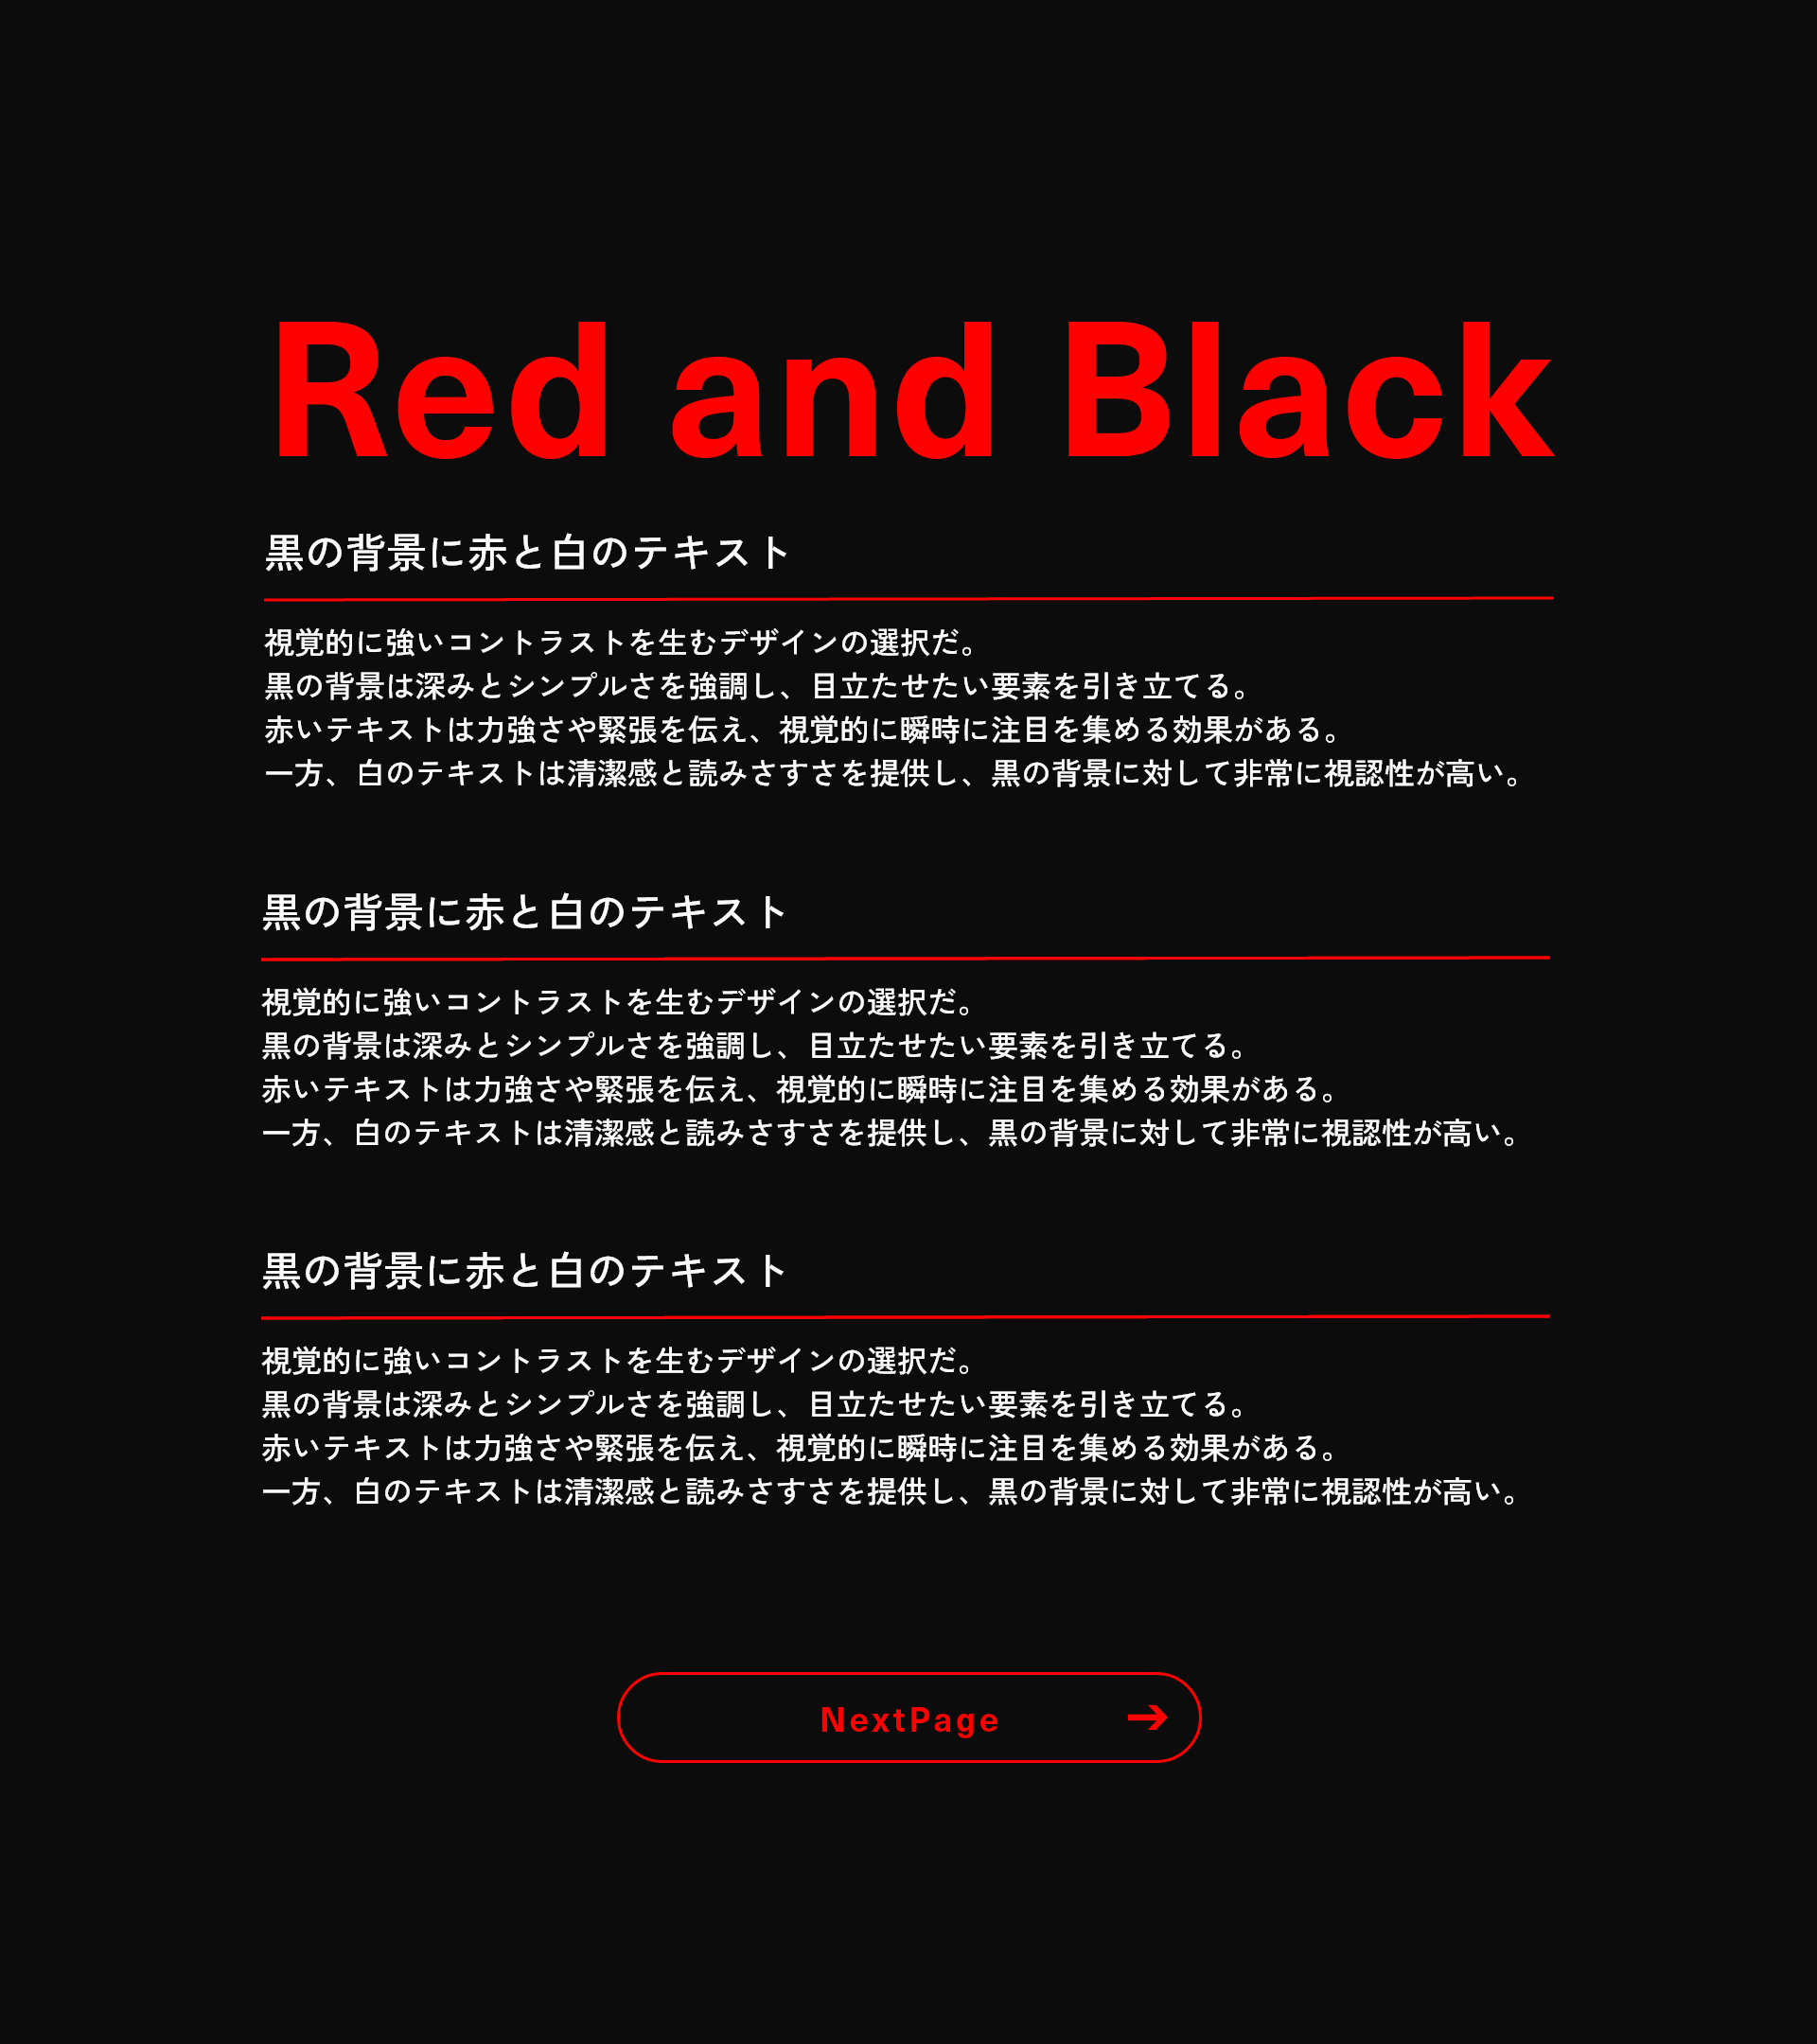 Red and Black
黒の背景に赤と白のテキスト
視覚的に強いコントラストを生むデザインの選択だ。
黒の背景は深みとシンプルさを強調し、目立たせたい要素を引き立てる。
赤いテキストは力強さや緊張を伝え、視覚的に瞬時に注目を集める効果がある。
一方、白のテキストは清潔感と読みさすさを提供し、黒の背景に対して非常に視認性が高い。
黒の背景に赤と白のテキスト
視覚的に強いコントラストを生むデザインの選択だ。
黒の背景は深みとシンプルさを強調し、目立たせたい要素を引き立てる。
赤いテキストは力強さや緊張を伝え、視覚的に瞬時に注目を集める効果がある。
一方、白のテキストは清潔感と読みさすさを提供し、黒の背景に対して非常に視認性が高い。
黒の背景に赤と白のテキスト
視覚的に強いコントラストを生むデザインの選択だ。
黒の背景は深みとシンプルさを強調し、目立たせたい要素を引き立てる。
赤いテキストは力強さや緊張を伝え、視覚的に瞬時に注目を集める効果がある。
一方、白のテキストは清潔感と読みさすさを提供し、黒の背景に対して非常に視認性が高い。
NextPage